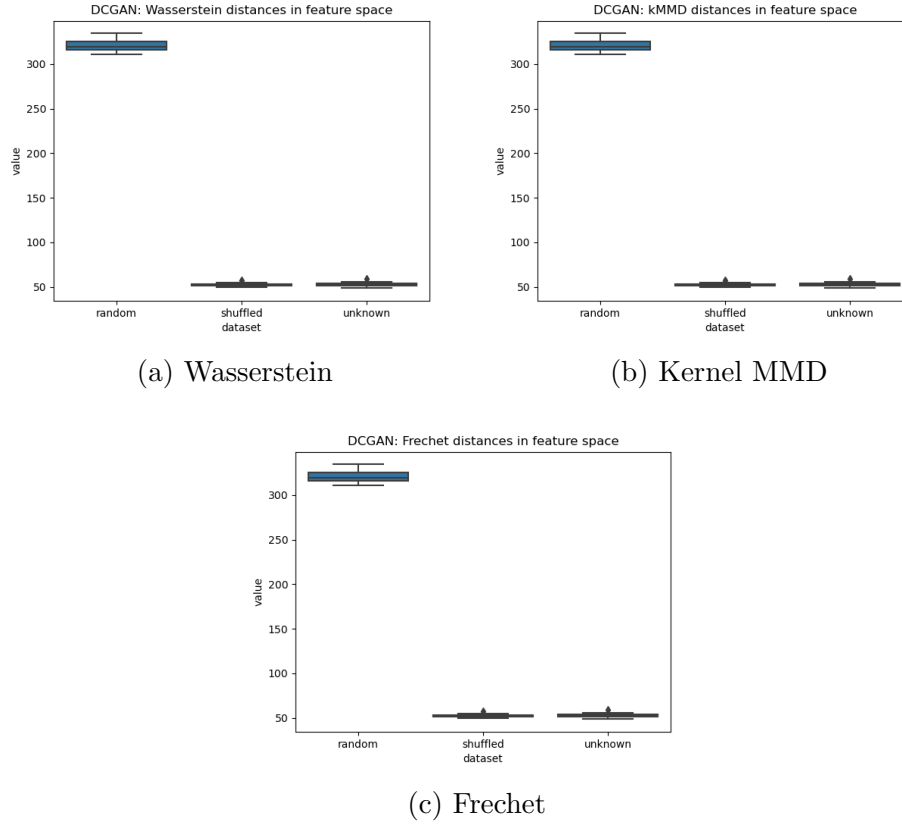 DCGAN: Wasserstein distances in feature space
value
300
250
200
150
100
50
random
shuffled
unknown
dataset
(a) Wasserstein
DCGAN: kMMD distances in feature space
value
300
250
200
150
100
50
random
shuffled
unknown
dataset
(b) Kernel MMD
DCGAN: Frechet distances in feature space
value
300
250
200
150
100
50
random
shuffled
unknown
dataset
(c) Frechet